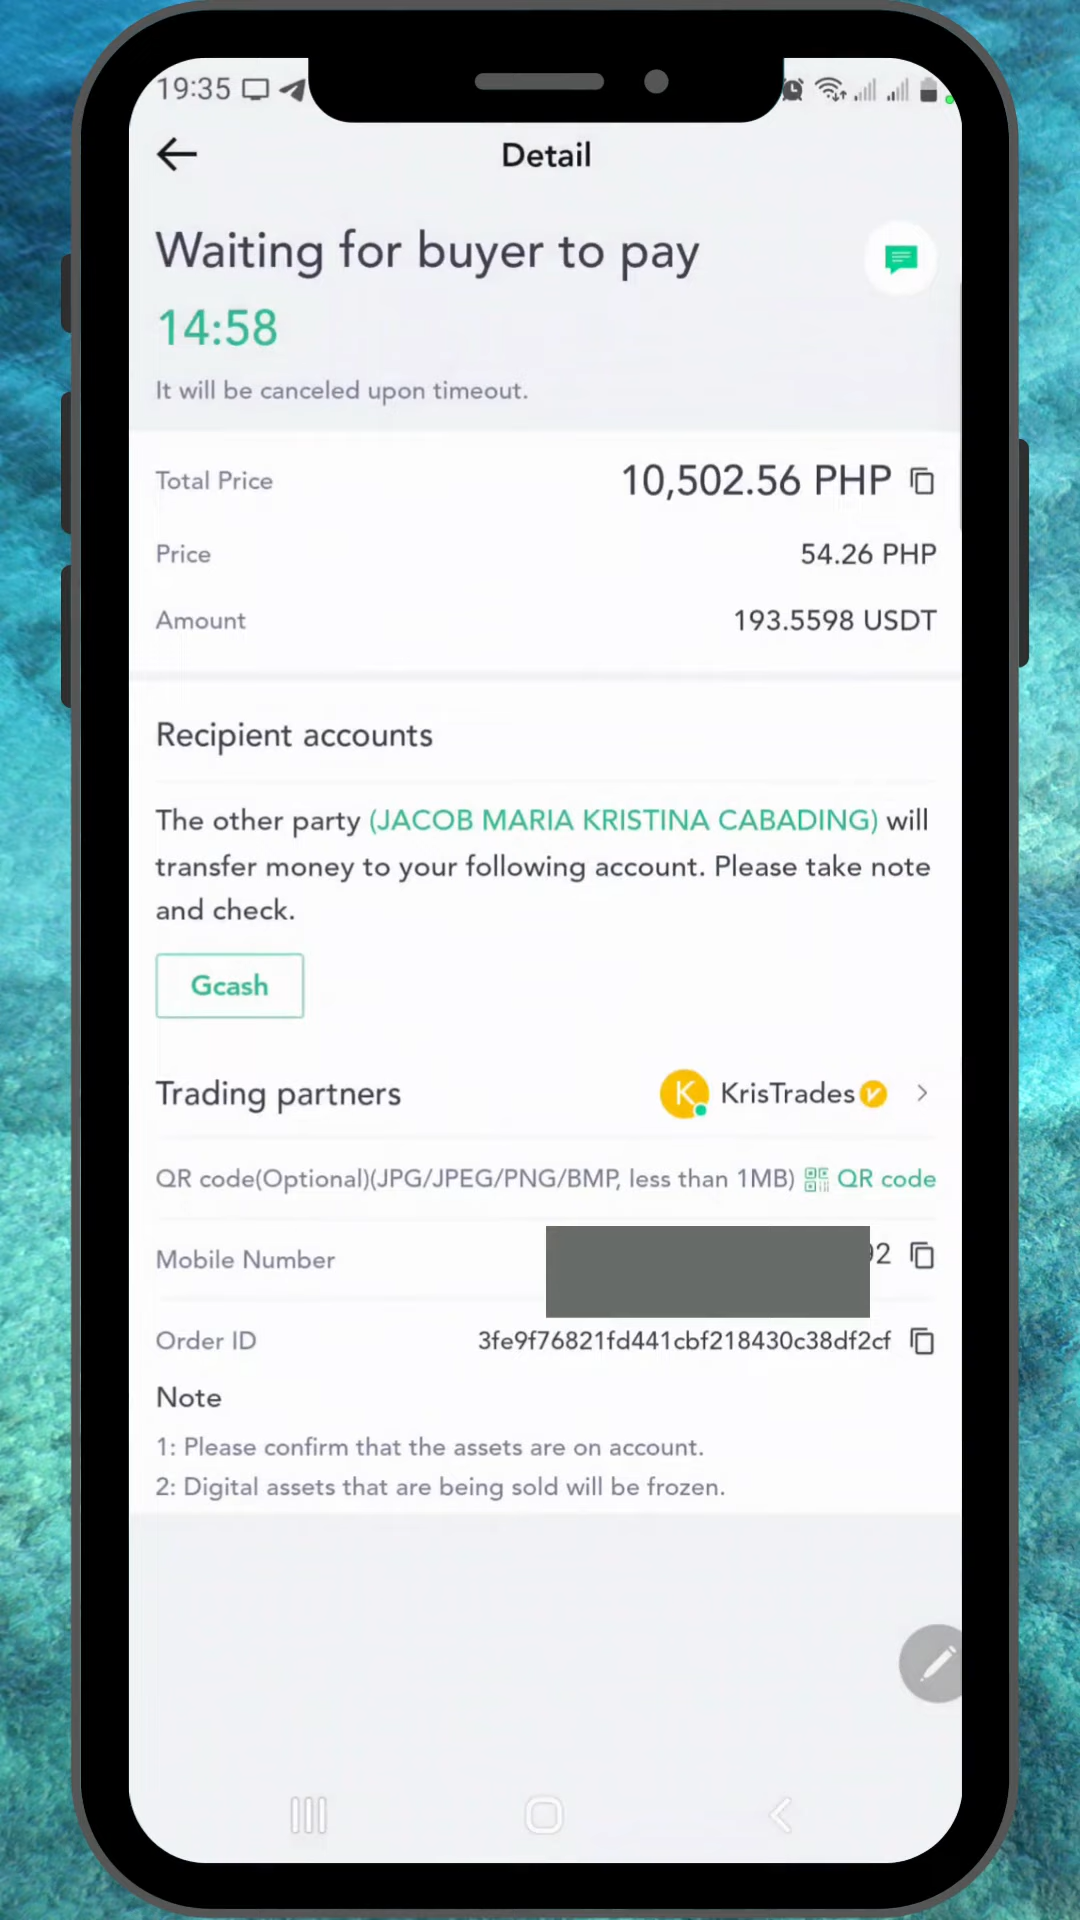 19:35
Detail
Waiting for buyer to pay
14:58
It will be canceled upon timeout.
Total Price 10,502.56 PHP
Price 54.26 PHP
Amount 193.5598 USDT
Recipient accounts
The other party (JACOB MARIA KRISTINA CABADING) will
transfer money to your following account. Please take note
and check.
Gcash
Trading partners K KrisTrades
QR code(Optional)(JPG/JPEG/PNG/BMP, less than 1MB) QR code
Mobile Number 2
Order ID 3fe9f76821fd441cbf218430c38df2cf
Note
1: Please confirm that the assets are on account.
2: Digital assets that are being sold will be frozen.